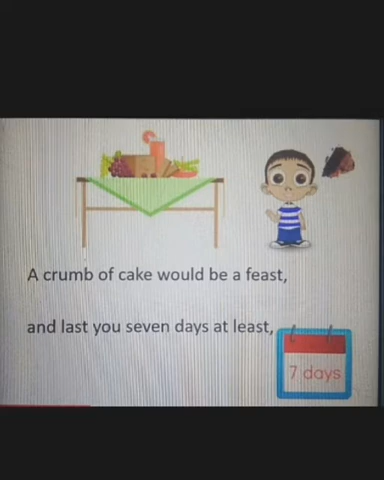 A crumb of cake would be a feast,
and last you seven days at least,
7 days